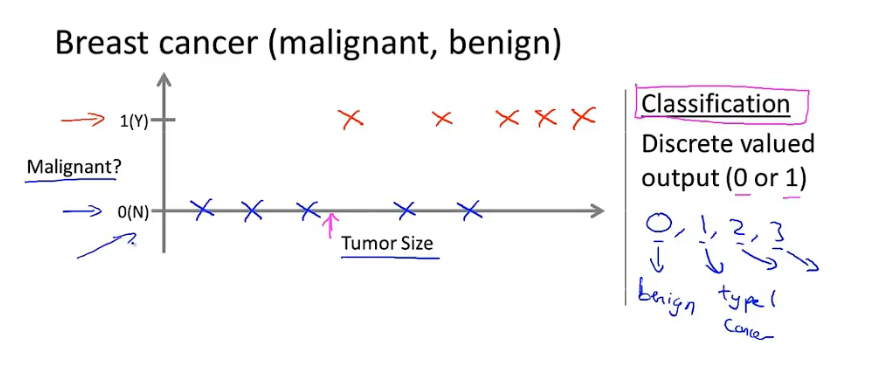 Breast cancer (malignant, benign)
1(Y)
Malignant?
0(N)
Tumor Size
Classification
Discrete valued
output (0 or 1)
0, 1, 2, 3
benign
type 1
cancer